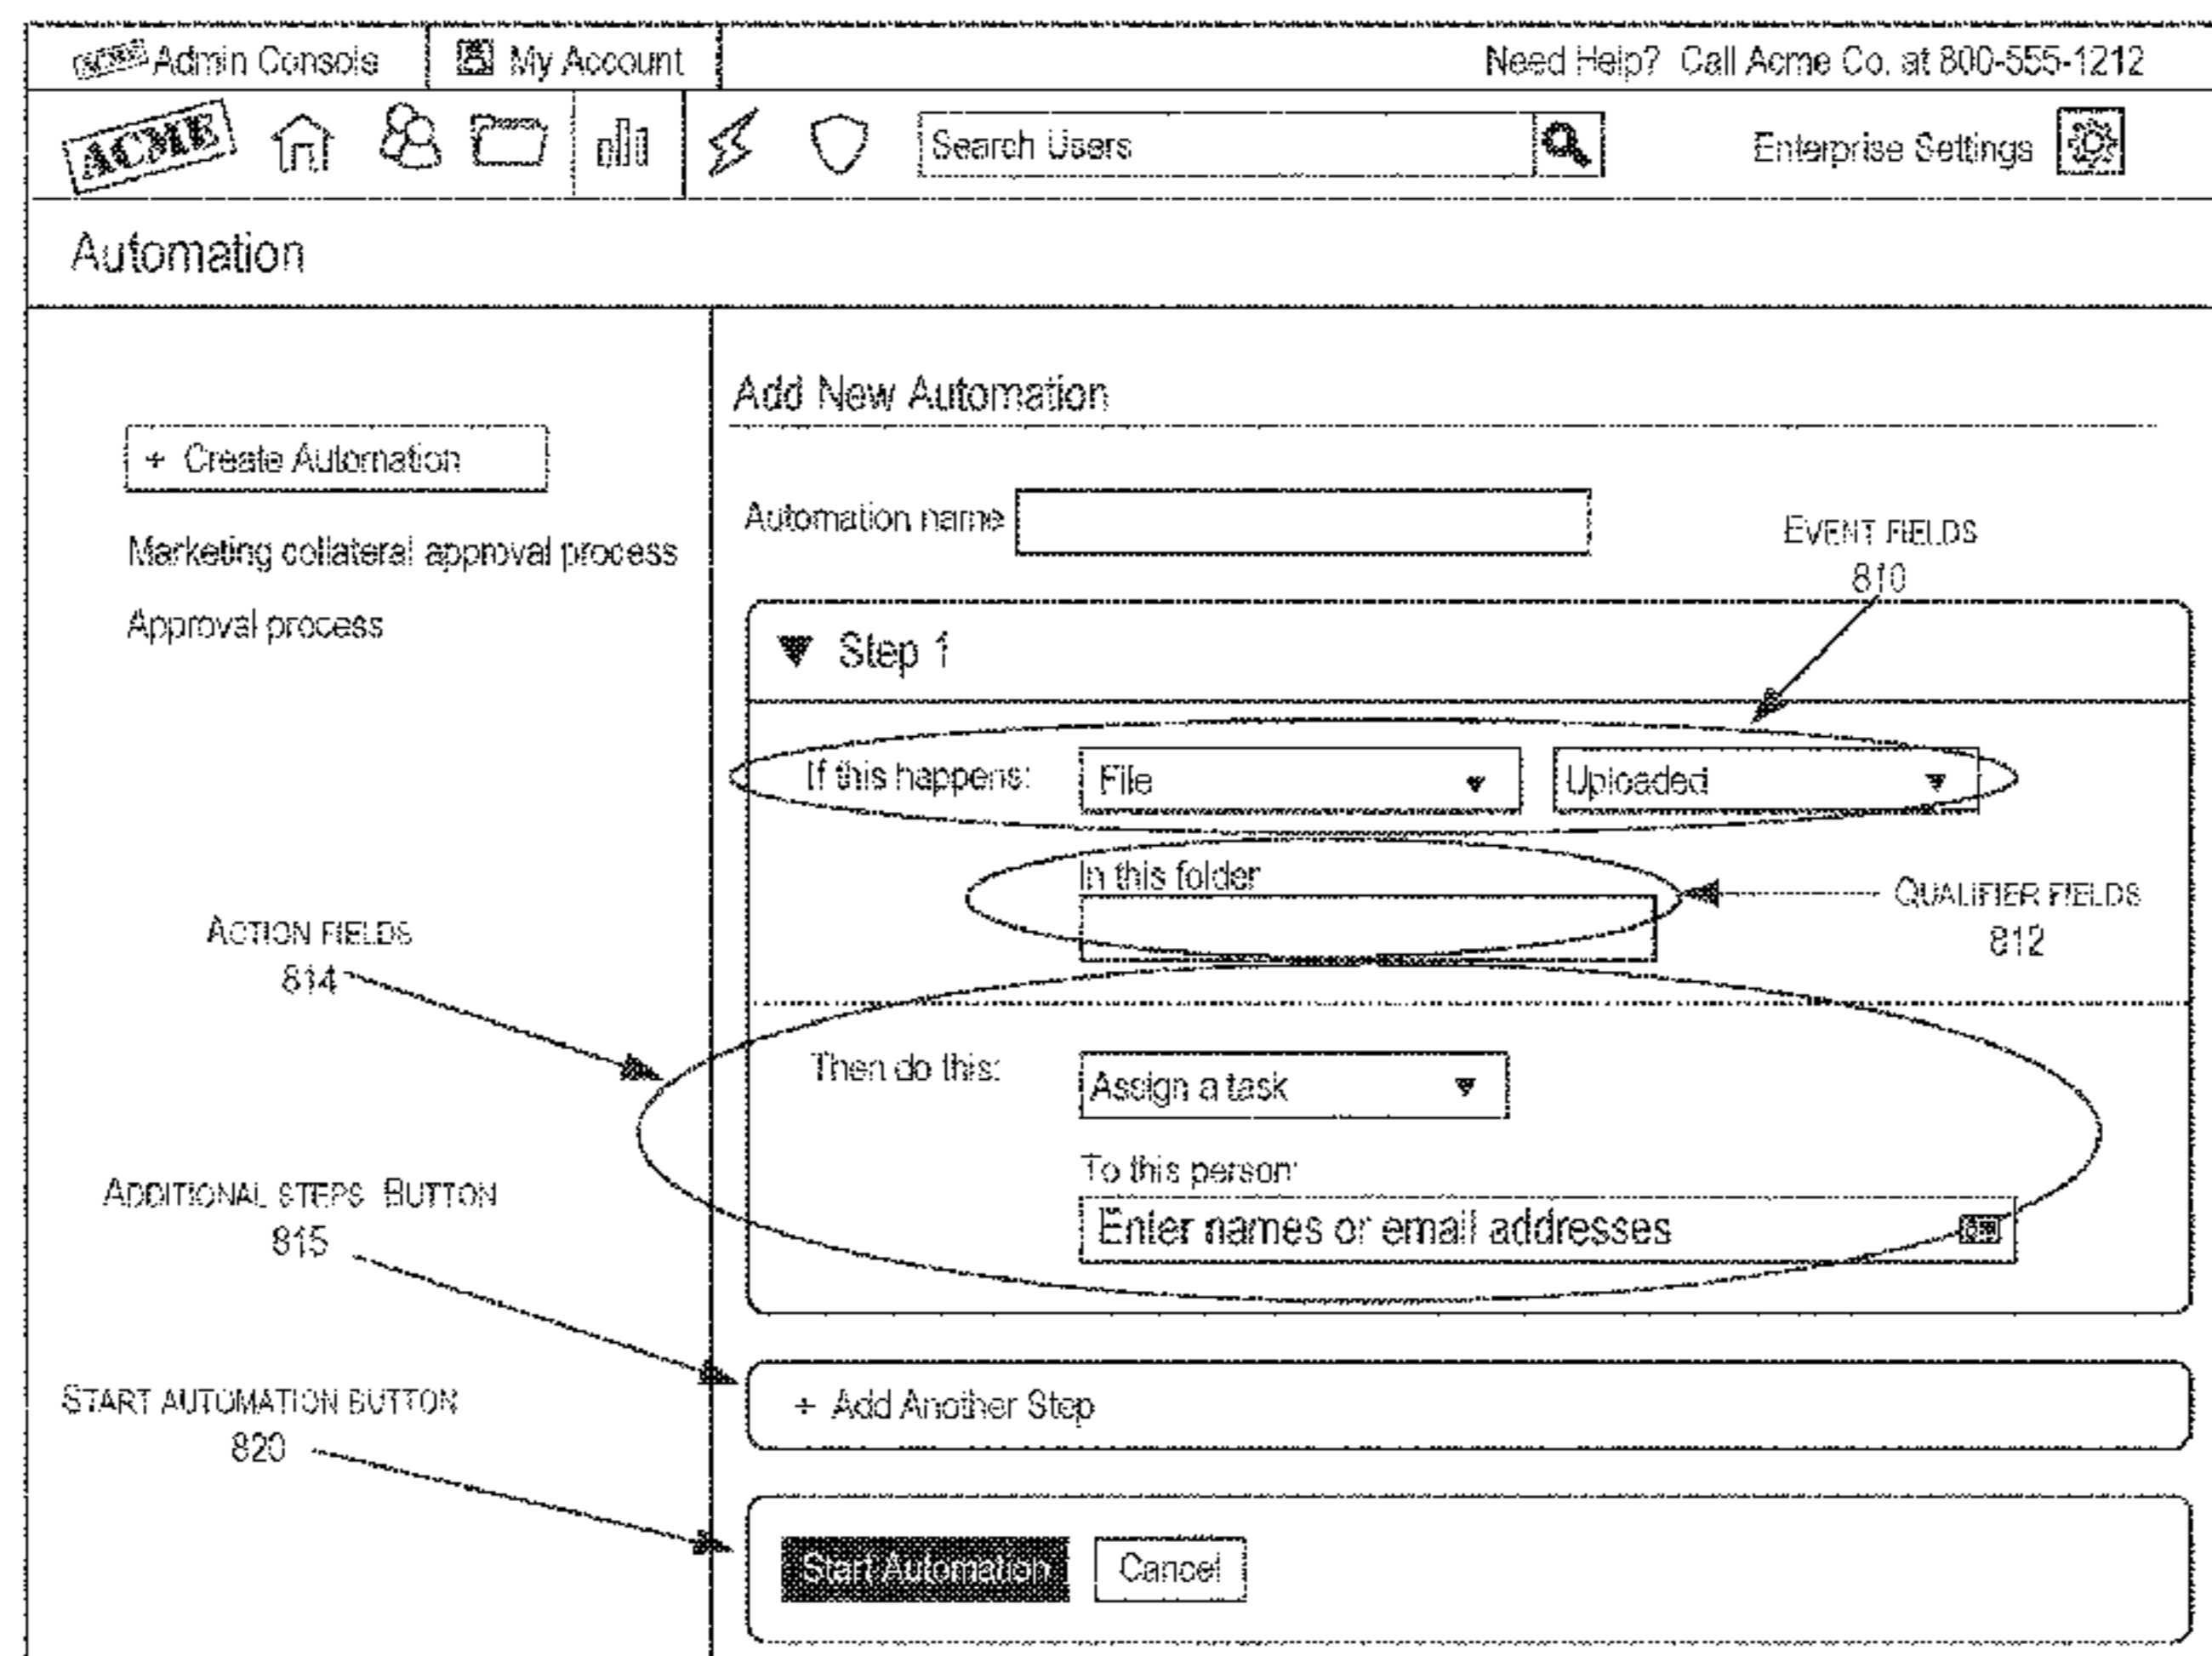 ACME Admin Console My Account Need Help? Call Acme Co. at 800-555-1212
ACME Search Users Enterprise Settings
Automation
Add New Automation
+ Create Automation
Automation name
EVENT FIELDS
810
Marketing collateral approval process
Approval process
Step 1
If this happens: File Uploaded
In this folder
QUALIFIER FIELDS
812
ACTION FIELDS
814
Then do this: Assign a task
To this person:
Enter names or email addresses
ADDITIONAL STEPS BUTTON
815
+ Add Another Step
START AUTOMATION BUTTON
820
Start Automation Cancel